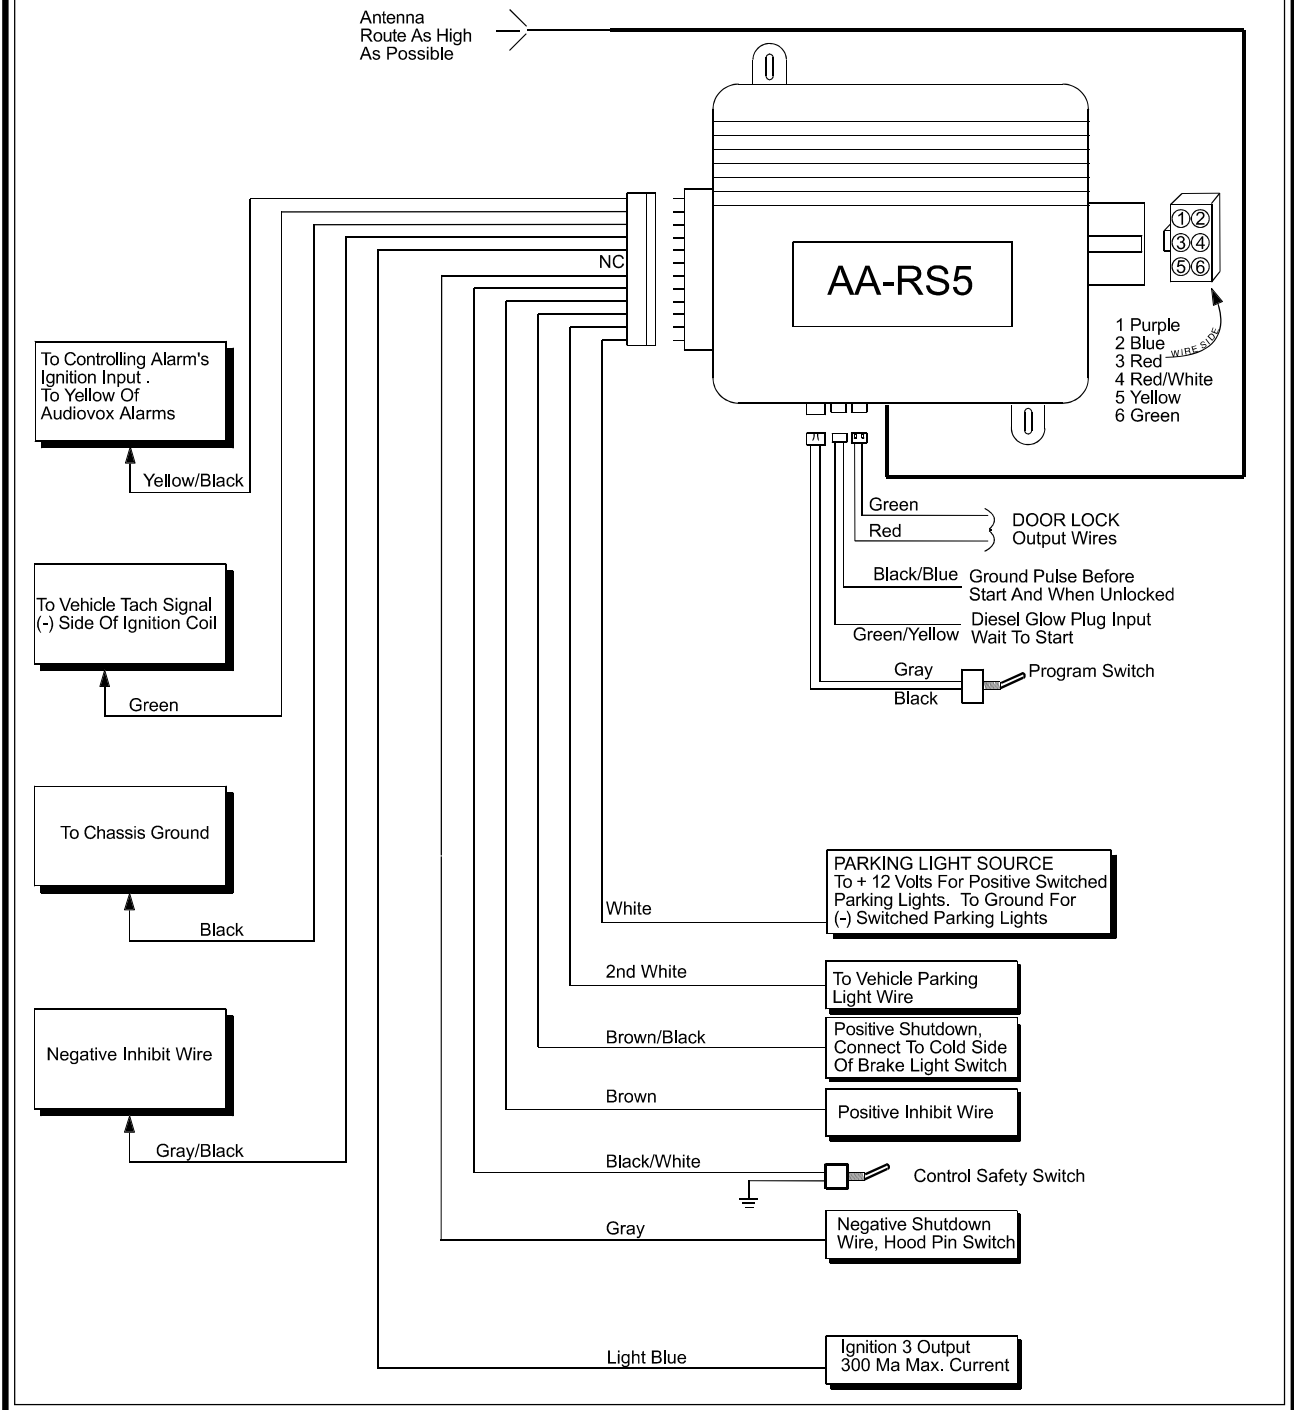 Antenna
Route As High
As Possible
NC
AA-RS5
1 2
3 4
5 6
1 Purple
2 Blue
3 Red
4 Red/White
5 Yellow
6 Green
WIRE SIDE
To Controlling Alarm's
Ignition Input .
To Yellow Of
Audiovox Alarms
Yellow/Black
Green
Red
DOOR LOCK
Output Wires
Black/Blue
Ground Pulse Before
Start And When Unlocked
Green/Yellow
Diesel Glow Plug Input
Wait To Start
Gray
Black
Program Switch
To Vehicle Tach Signal
(-) Side Of Ignition Coil
Green
To Chassis Ground
Black
White
PARKING LIGHT SOURCE
To + 12 Volts For Positive Switched
Parking Lights. To Ground For
(-) Switched Parking Lights
2nd White
To Vehicle Parking
Light Wire
Brown/Black
Positive Shutdown,
Connect To Cold Side
Of Brake Light Switch
Negative Inhibit Wire
Gray/Black
Brown
Positive Inhibit Wire
Black/White
Control Safety Switch
Gray
Negative Shutdown
Wire, Hood Pin Switch
Light Blue
Ignition 3 Output
300 Ma Max. Current